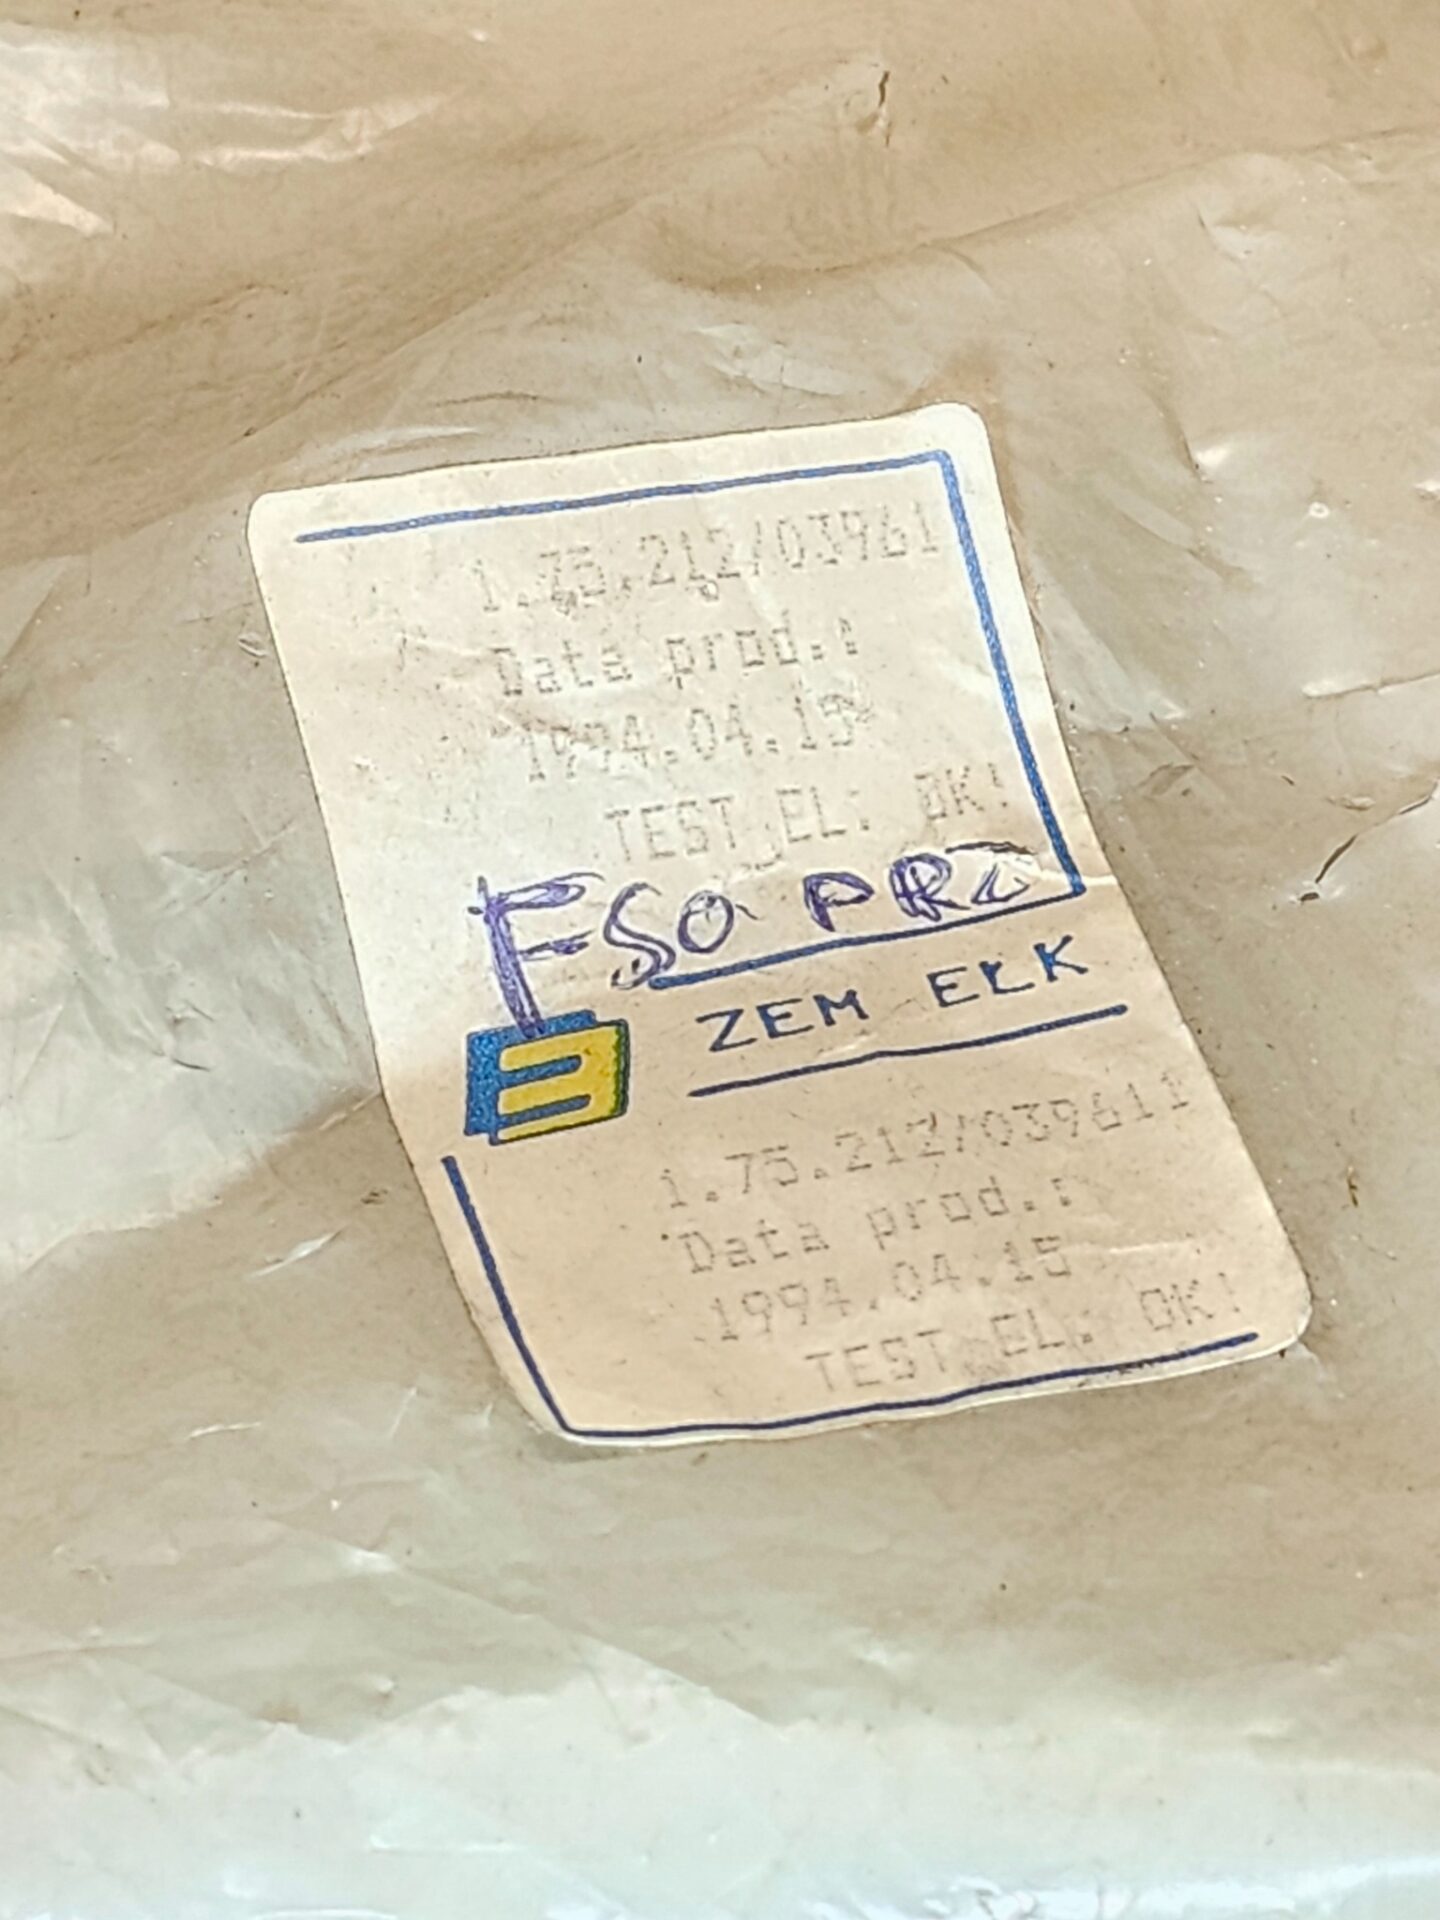 1.75.212/03961
Data prod.:
1994.04.15
TEST EL: OK!
FSO PRO
ZEM EŁK
1.75.212/039611
Data prod.:
1994.04.15
TEST EL: OK!